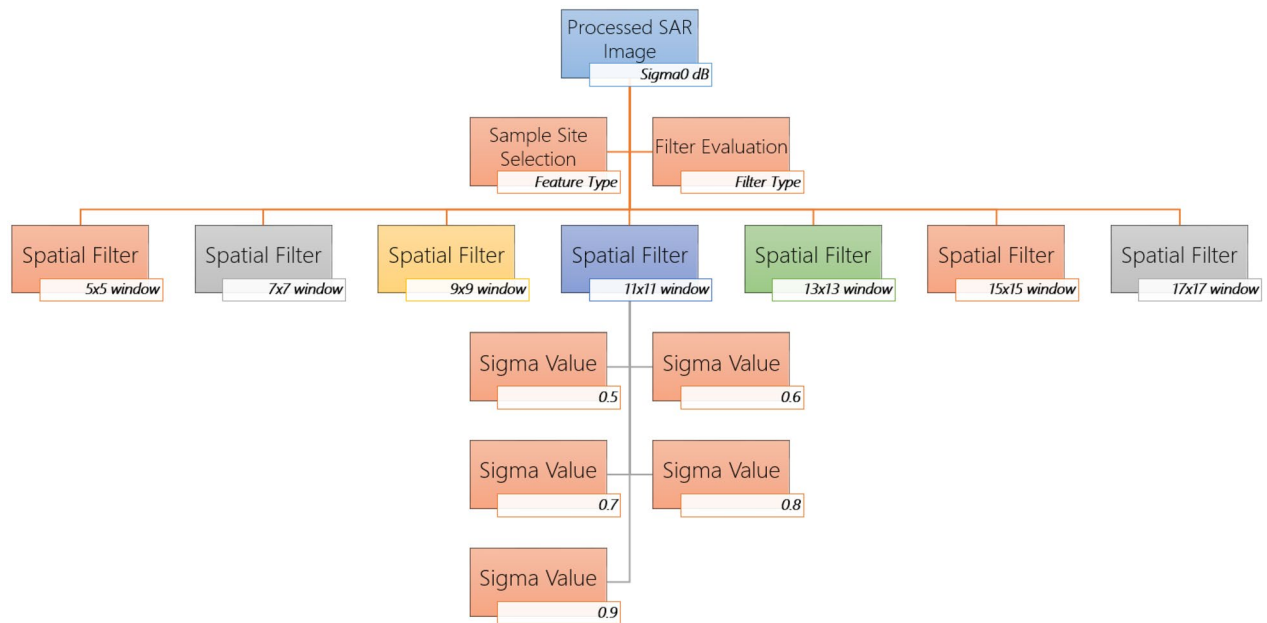 Processed SAR
Image
Sigma0 dB
Sample Site
Selection
Feature Type
Filter Evaluation
Filter Type
Spatial Filter
5x5 window
Spatial Filter
7x7 window
Spatial Filter
9x9 window
Spatial Filter
11x11 window
Spatial Filter
13x13 window
Spatial Filter
15x15 window
Spatial Filter
17x17 window
Sigma Value
0.5
Sigma Value
0.6
Sigma Value
0.7
Sigma Value
0.8
Sigma Value
0.9